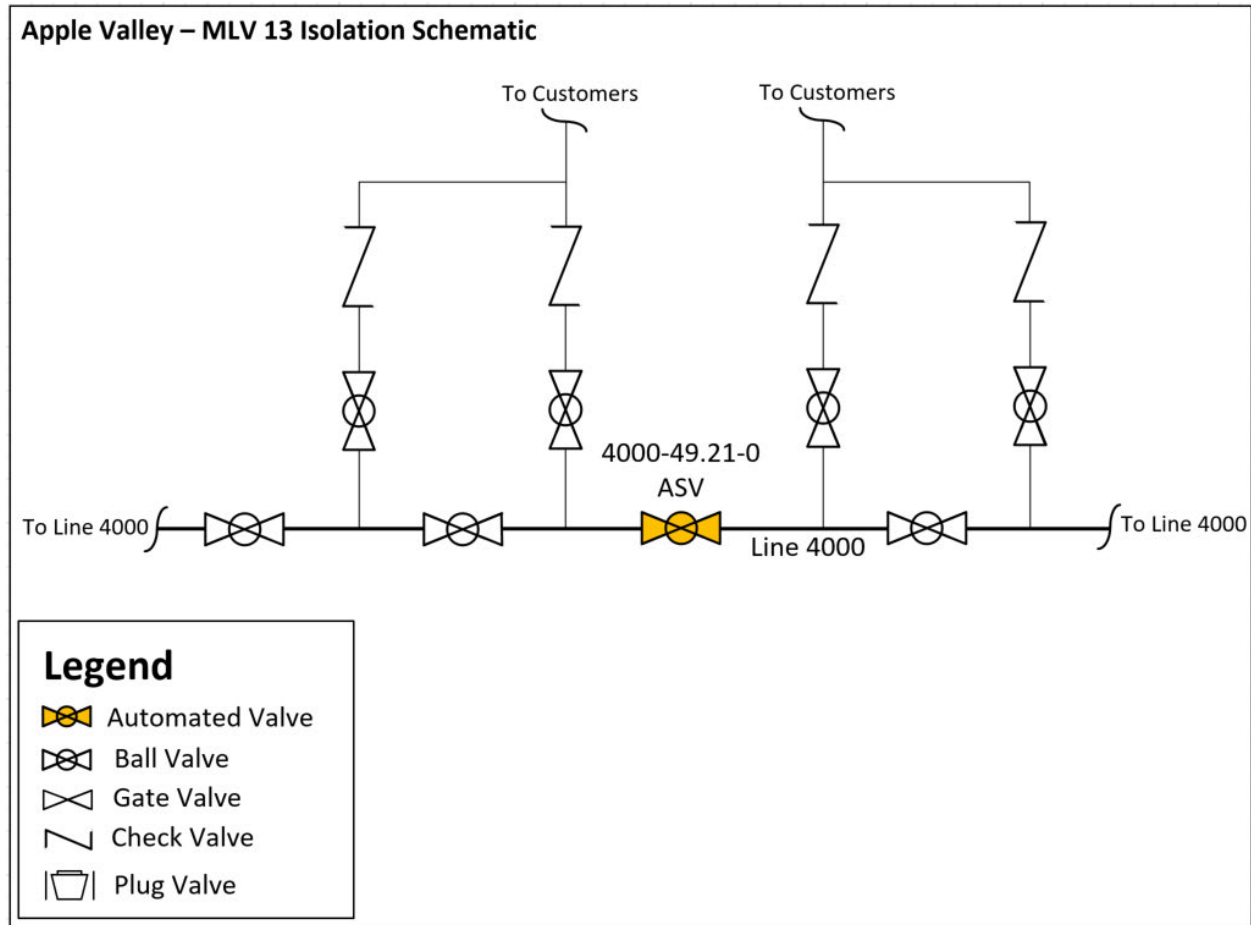 Apple Valley – MLV 13 Isolation Schematic
To Customers
To Customers
4000-49.21-0
ASV
To Line 4000
Line 4000
To Line 4000
Legend
Automated Valve
Ball Valve
Gate Valve
Check Valve
Plug Valve